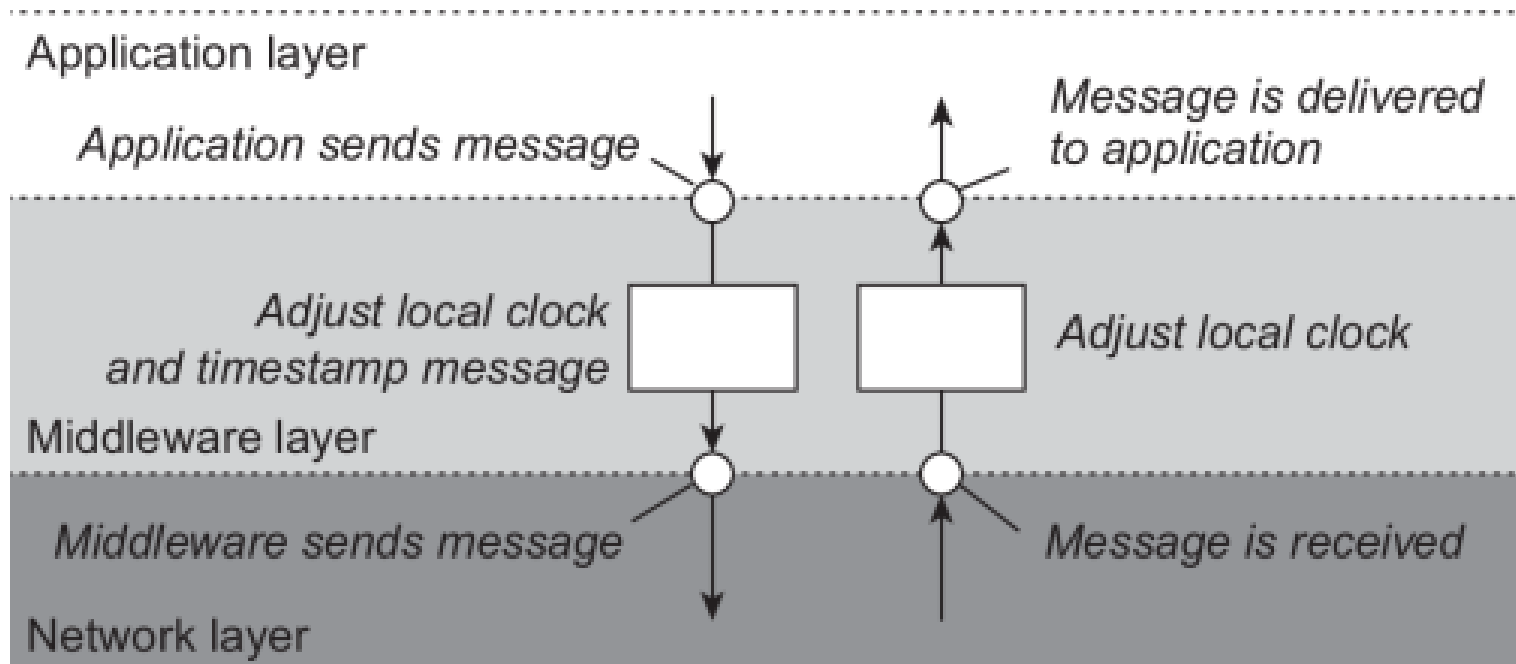 Application layer
Application sends message
Message is delivered
to application
Adjust local clock
and timestamp message
Adjust local clock
Middleware layer
Middleware sends message
Message is received
Network layer